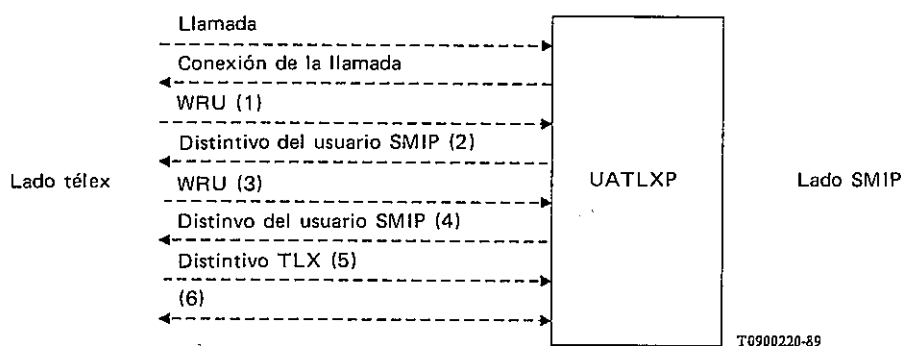 Llamada
Conexión de la llamada
WRU (1)
Distintivo del usuario SMIP (2)
Lado télex
WRU (3)
UATLXP
Lado SMIP
Distinvo del usuario SMIP (4)
Distintivo TLX (5)
(6)
T0900220-89